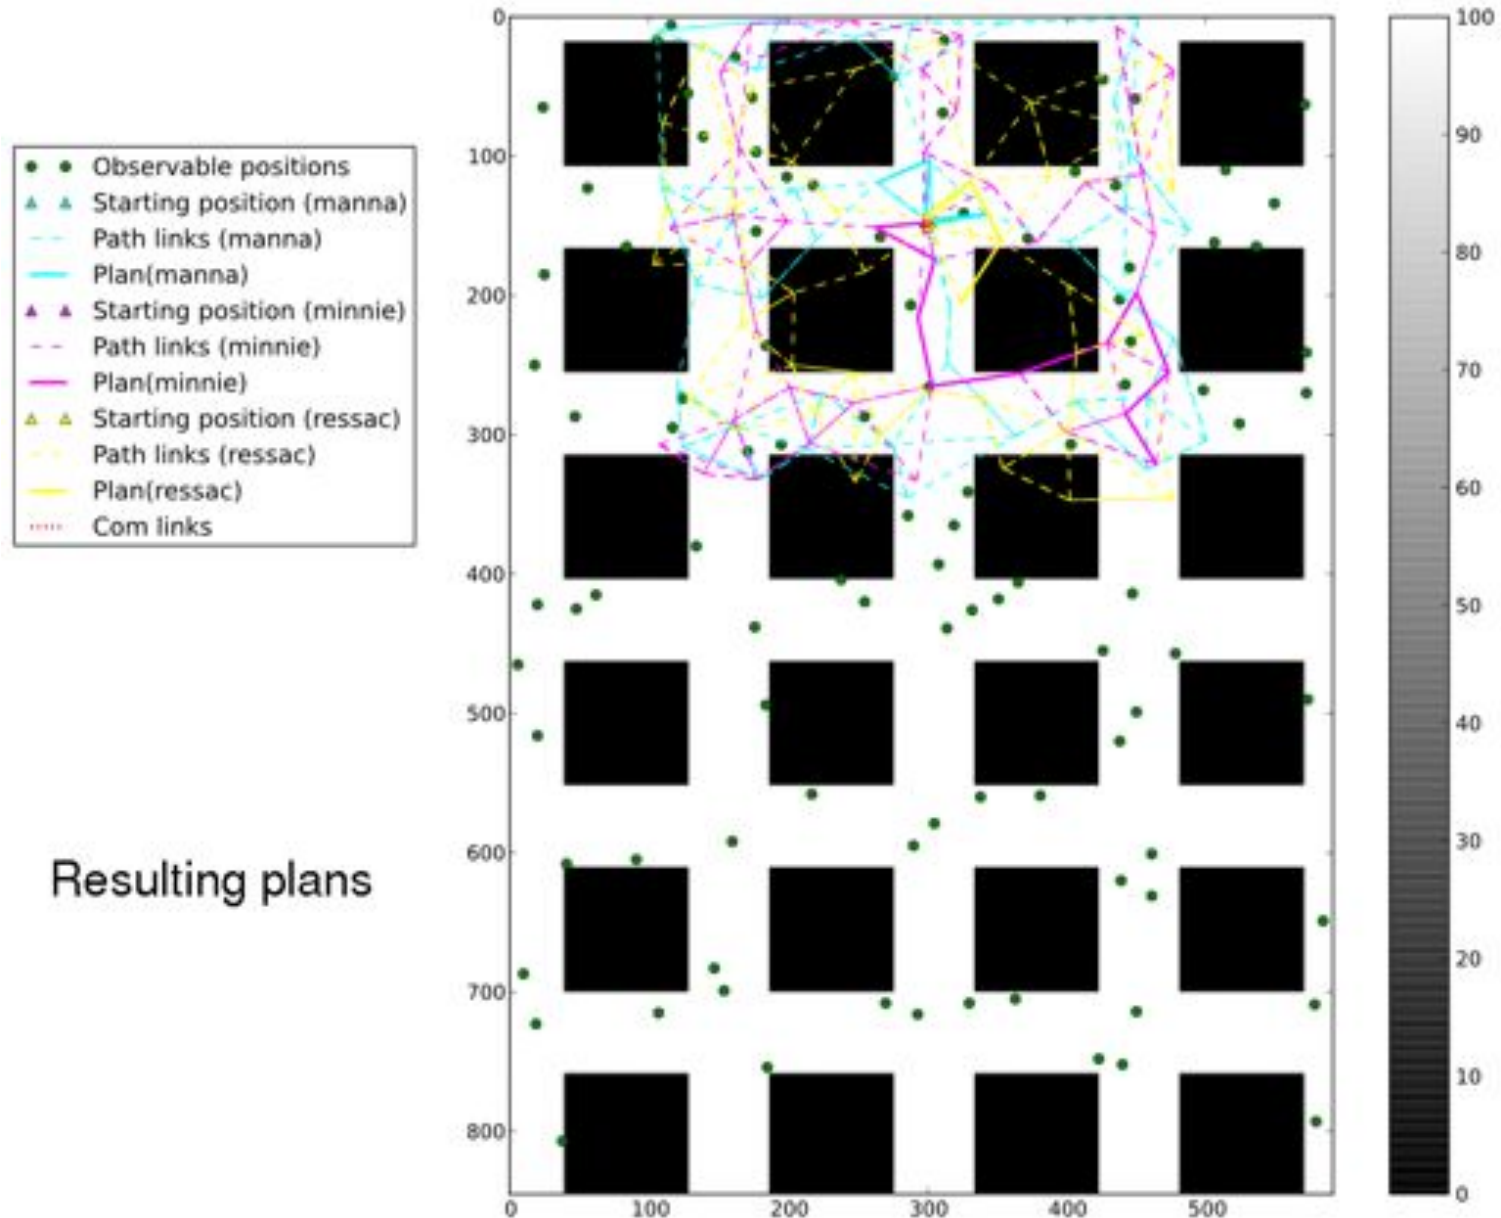 Observable positions
Starting position (manna)
Path links (manna)
Plan(manna)
Starting position (minnie)
Path links (minnie)
Plan(minnie)
Starting position (ressac)
Path links (ressac)
Plan(ressac)
Com links
Resulting plans
0
100
200
300
400
500
600
700
800
0 100 200 300 400 500
100
90
80
70
60
50
40
30
20
10
0